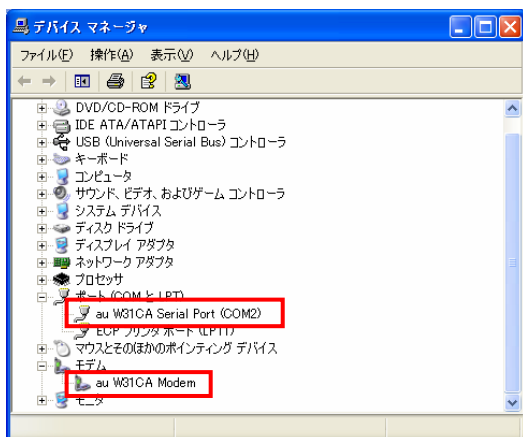 デバイス マネージャ
ファイル(F) 操作(A) 表示(V) ヘルプ(H)
DVD/CD-ROM ドライブ
IDE ATA/ATAPI コントローラ
USB (Universal Serial Bus) コントローラ
キーボード
コンピュータ
サウンド、ビデオ、およびゲーム コントローラ
システム デバイス
ディスク ドライブ
ディスプレイ アダプタ
ネットワーク アダプタ
プロセッサ
ポート (COM と LPT)
au W31CA Serial Port (COM2)
ECP プリンタ ポート (LPT1)
マウスとそのほかのポインティング デバイス
モデム
au W31CA Modem
モニタ